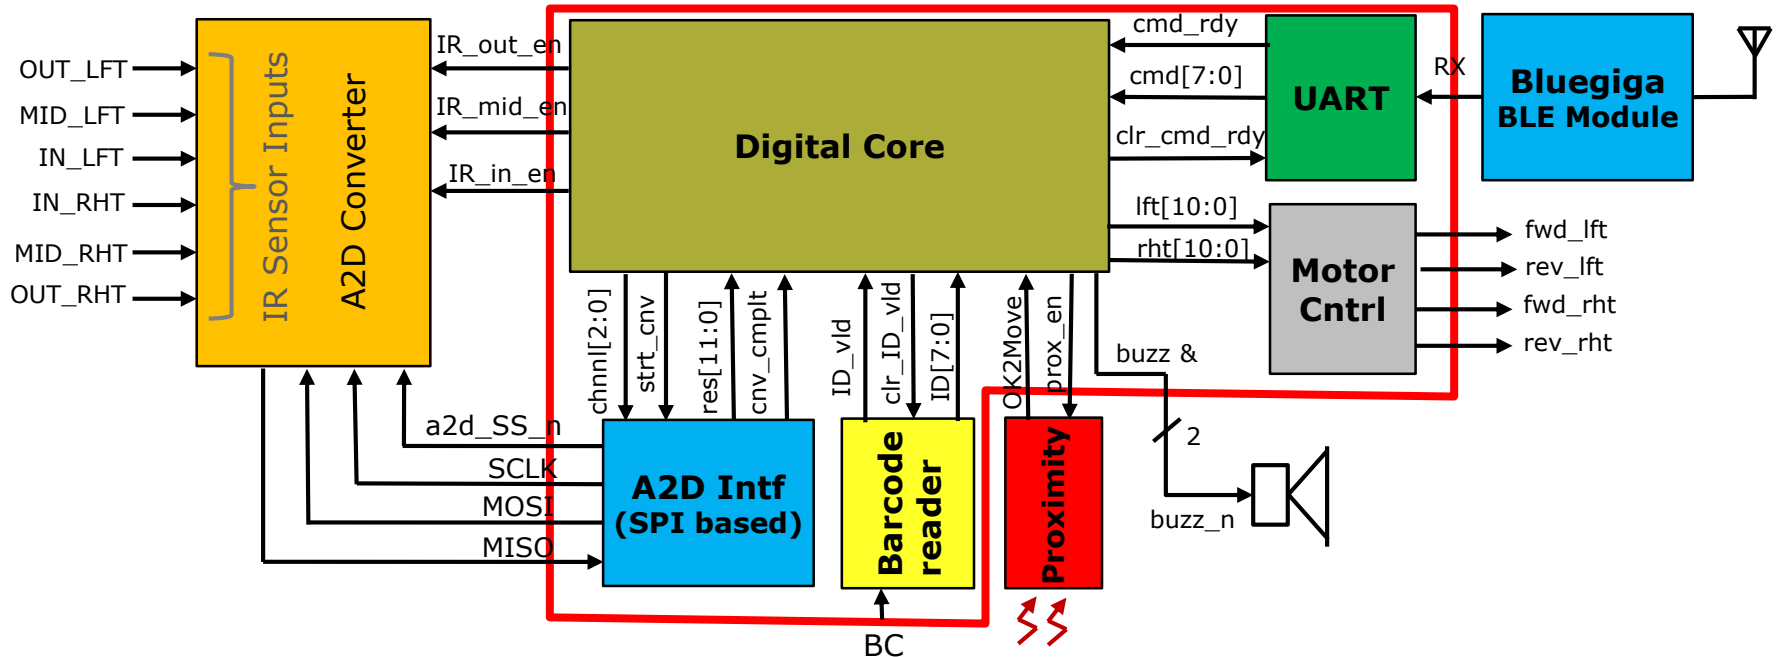 OUT_LFT
MID_LFT
IN_LFT
IN_RHT
MID_RHT
OUT_RHT
IR Sensor Inputs
A2D Converter
IR_out_en
IR_mid_en
IR_in_en
Digital Core
cmd_rdy
cmd[7:0]
clr_cmd_rdy
UART
RX
Bluegiga
BLE Module
lft[10:0]
rht[10:0]
Motor
Cntrl
fwd_lft
rev_lft
fwd_rht
rev_rht
chnnl[2:0]
strt_cnv
res[11:0]
cnv_cmplt
ID_vld
clr_ID_vld
ID[7:0]
OK2Move
prox_en
buzz &
2
buzz_n
a2d_SS_n
SCLK
MOSI
MISO
A2D Intf
(SPI based)
Barcode
reader
Proximity
BC